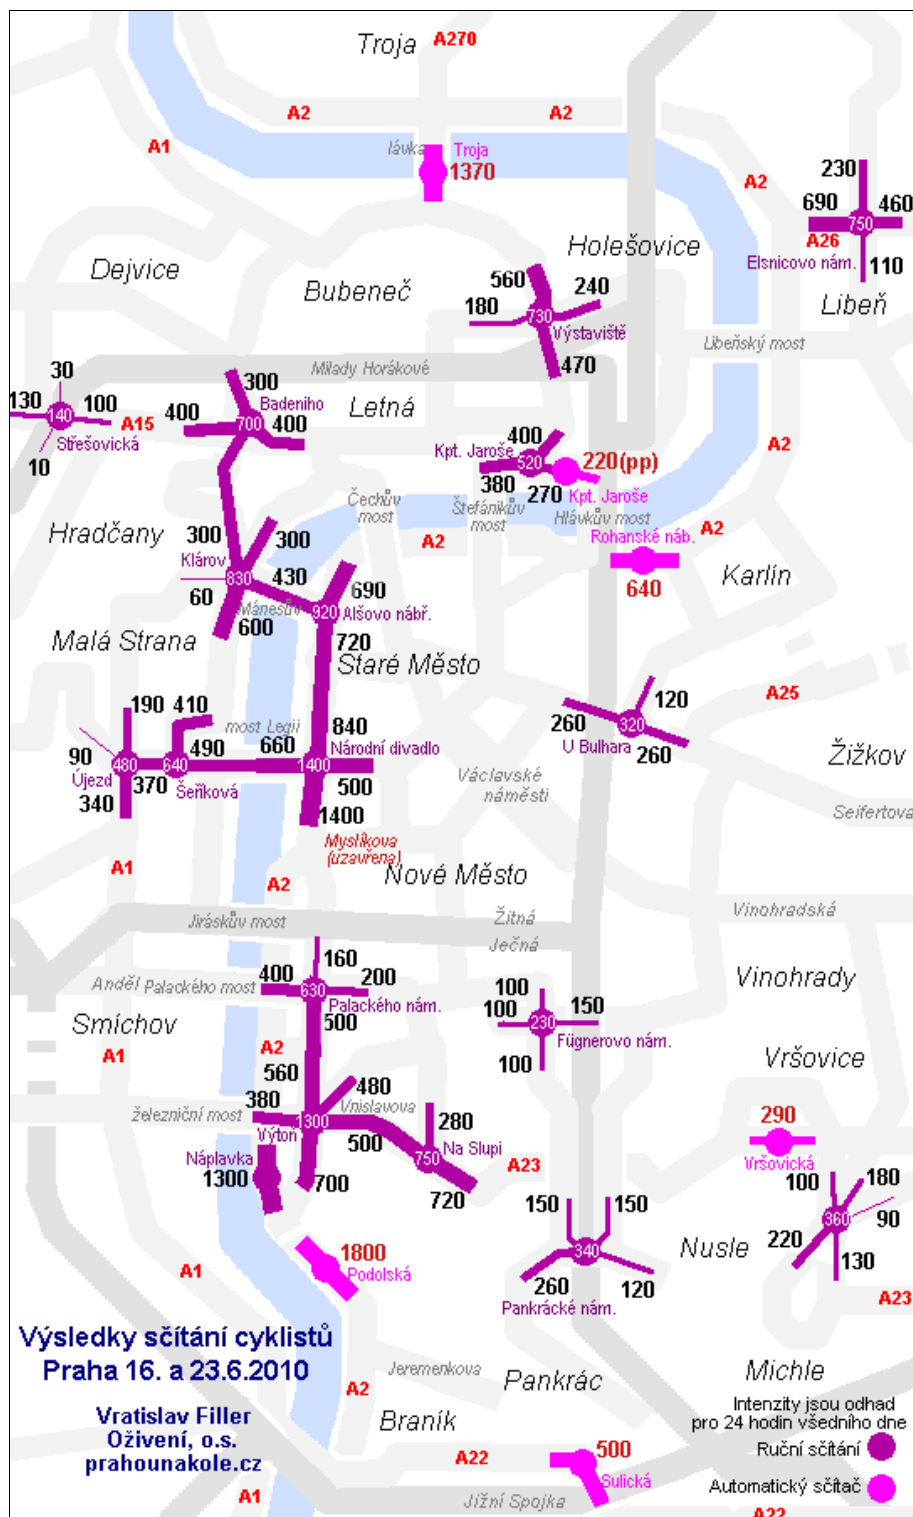 Troja
A270
A2
A2
A1
lávka
Troja
1370
A2
230
690
460
750
A26
Elsnicovo nám.
110
Holešovice
Dejvice
Bubeneč
560
240
180
730
Výstaviště
Libeň
Libeňský most
470
Milady Horákové
30
300
Badeniho
Letná
130
140
100
A15
400
700
400
Střešovická
10
400
Kpt. Jaroše
520
220(pp)
380
270
Kpt. Jaroše
A2
Čechův
most
Štefánikův
most
Hlávkův most
Hradčany
300
300
A2
Rohanské náb.
A2
Klárov
830
430
690
640
Karlín
60
Mánesův
920
Alšovo nábř.
600
720
Malá Strana
Staré Město
190
410
120
A25
most Legií
840
260
320
U Bulhara
260
90
490
660
Národní divadlo
480
640
1400
Újezd
370
Šeříková
500
340
Václavské
náměstí
Žižkov
1400
Seifertova
Myslíkova
(uzavřena)
A1
A2
Nové Město
Jiráskův most
Žitná
Vinohradská
Ječná
160
400
200
Anděl
Palackého most
630
Palackého nám.
100
Vinohrady
100
150
230
500
Smíchov
Fügnerovo nám.
A1
A2
100
Vršovice
560
480
380
Vnislavova
železniční most
1300
Výtoň
500
280
Na Slupi
750
290
Vršovická
Náplavka
1300
700
720
A23
100
180
360
90
150
150
220
130
1800
Podolská
340
Nusle
A1
260
120
Pankrácké nám.
A23
Výsledky sčítání cyklistů
Praha 16. a 23.6.2010
Jeremenkova
Pankrác
Michle
A2
Braník
Intenzity jsou odhad
pro 24 hodin všedního dne
Vratislav Filler
Oživení, o.s.
prahounakole.cz
Ruční sčítání
A22
500
Sulická
Automatický sčítač
A1
Jížní Spojka
A22